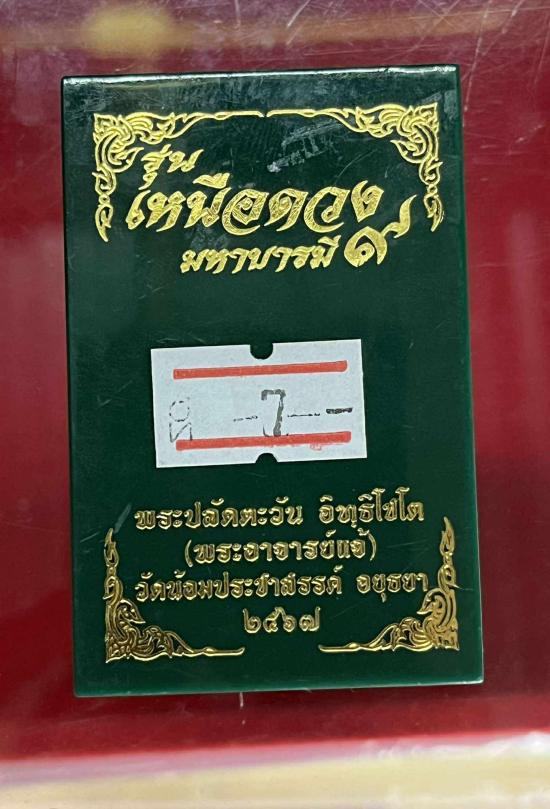 รุ่น
เหนือดวง
มหาบารมี ๙
-7-
พระปลัดตะวัน อิทฺธิโชโต
(พระอาจารย์แจ้)
วัดน้อมประชาสรรค์ อยุธยา
๒๕๖๗